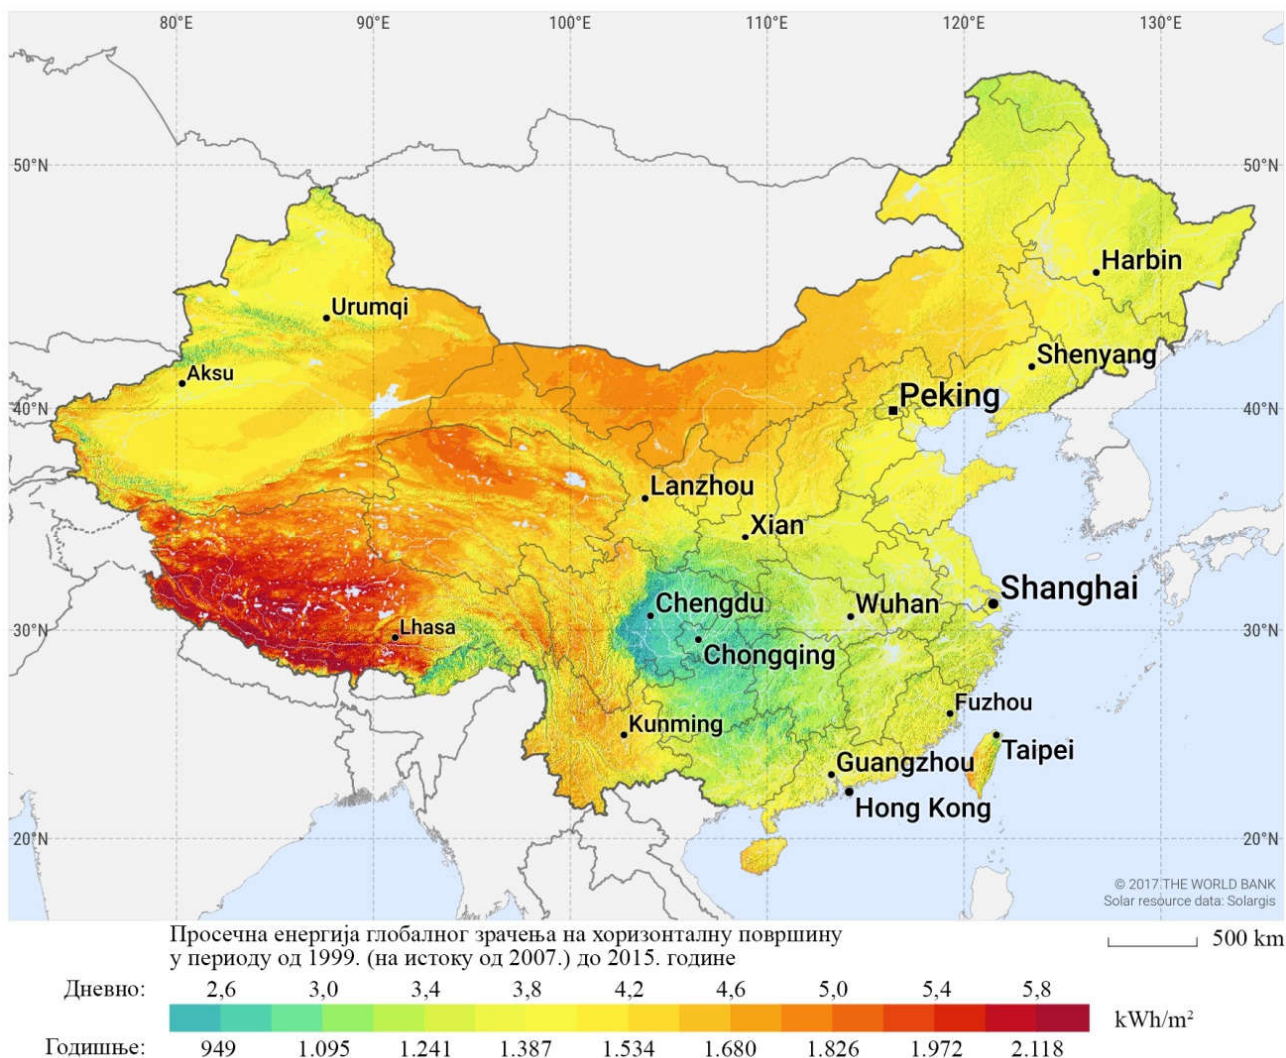 80°E 90°E 100°E 110°E 120°E 130°E
50°N 50°N
Harbin
Urumqi
Shenyang
Aksu
Peking
40°N 40°N
Lanzhou
Xian
Shanghai
Chengdu
Wuhan
30°N 30°N
Lhasa
Chongqing
Fuzhou
Kunming
Taipei
Guangzhou
Hong Kong
20°N 20°N
© 2017 THE WORLD BANK
Solar resource data: Solargis
Просечна енергија глобалног зрачења на хоризонталну површину
у периоду од 1999. (на истоку од 2007.) до 2015. године
500 km
Дневно: 2,6 3,0 3,4 3,8 4,2 4,6 5,0 5,4 5,8
kWh/m²
Годишње: 949 1.095 1.241 1.387 1.534 1.680 1.826 1.972 2.118